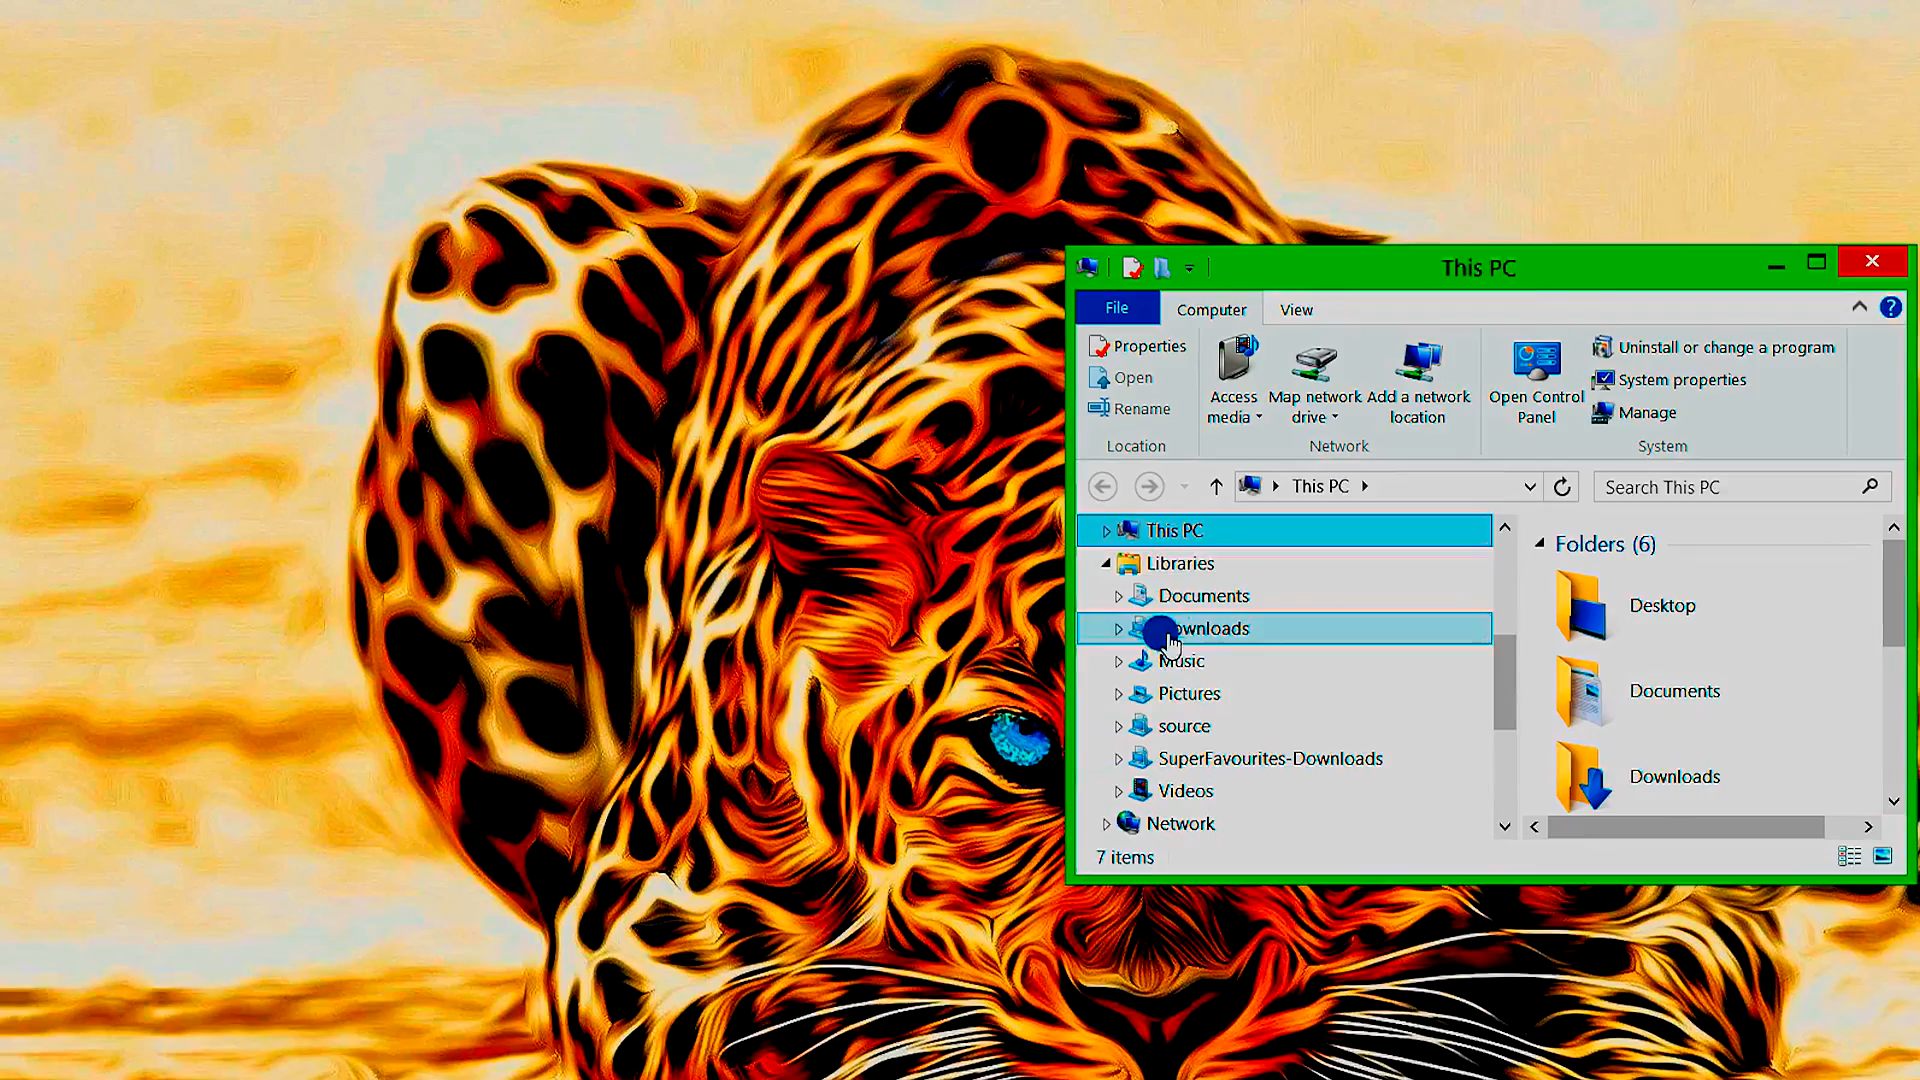 This PC
File
Computer
View
Properties
Open
Rename
Location
Access media
Map network drive
Add a network location
Network
Open Control Panel
Uninstall or change a program
System properties
Manage
System
This PC
Search This PC
This PC
Libraries
Documents
Downloads
Music
Pictures
source
SuperFavourites-Downloads
Videos
Network
Folders (6)
Desktop
Documents
Downloads
7 items